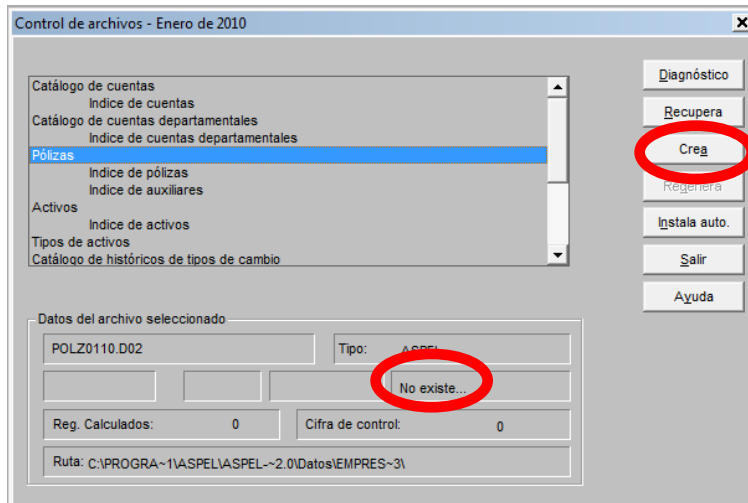 Control de archivos - Enero de 2010
Catálogo de cuentas
Indice de cuentas
Catálogo de cuentas departamentales
Indice de cuentas departamentales
Pólizas
Indice de pólizas
Indice de auxiliares
Activos
Indice de activos
Tipos de activos
Catálogo de históricos de tipos de cambio
Diagnóstico
Recupera
Crea
Regenera
Instala auto.
Salir
Ayuda
Datos del archivo seleccionado
POLZ0110.D02 Tipo: ASPEL
No existe...
Reg. Calculados: 0 Cifra de control: 0
Ruta: C:\PROGRA~1\ASPEL\ASPEL-~2.0\Datos\EMPRES~3\